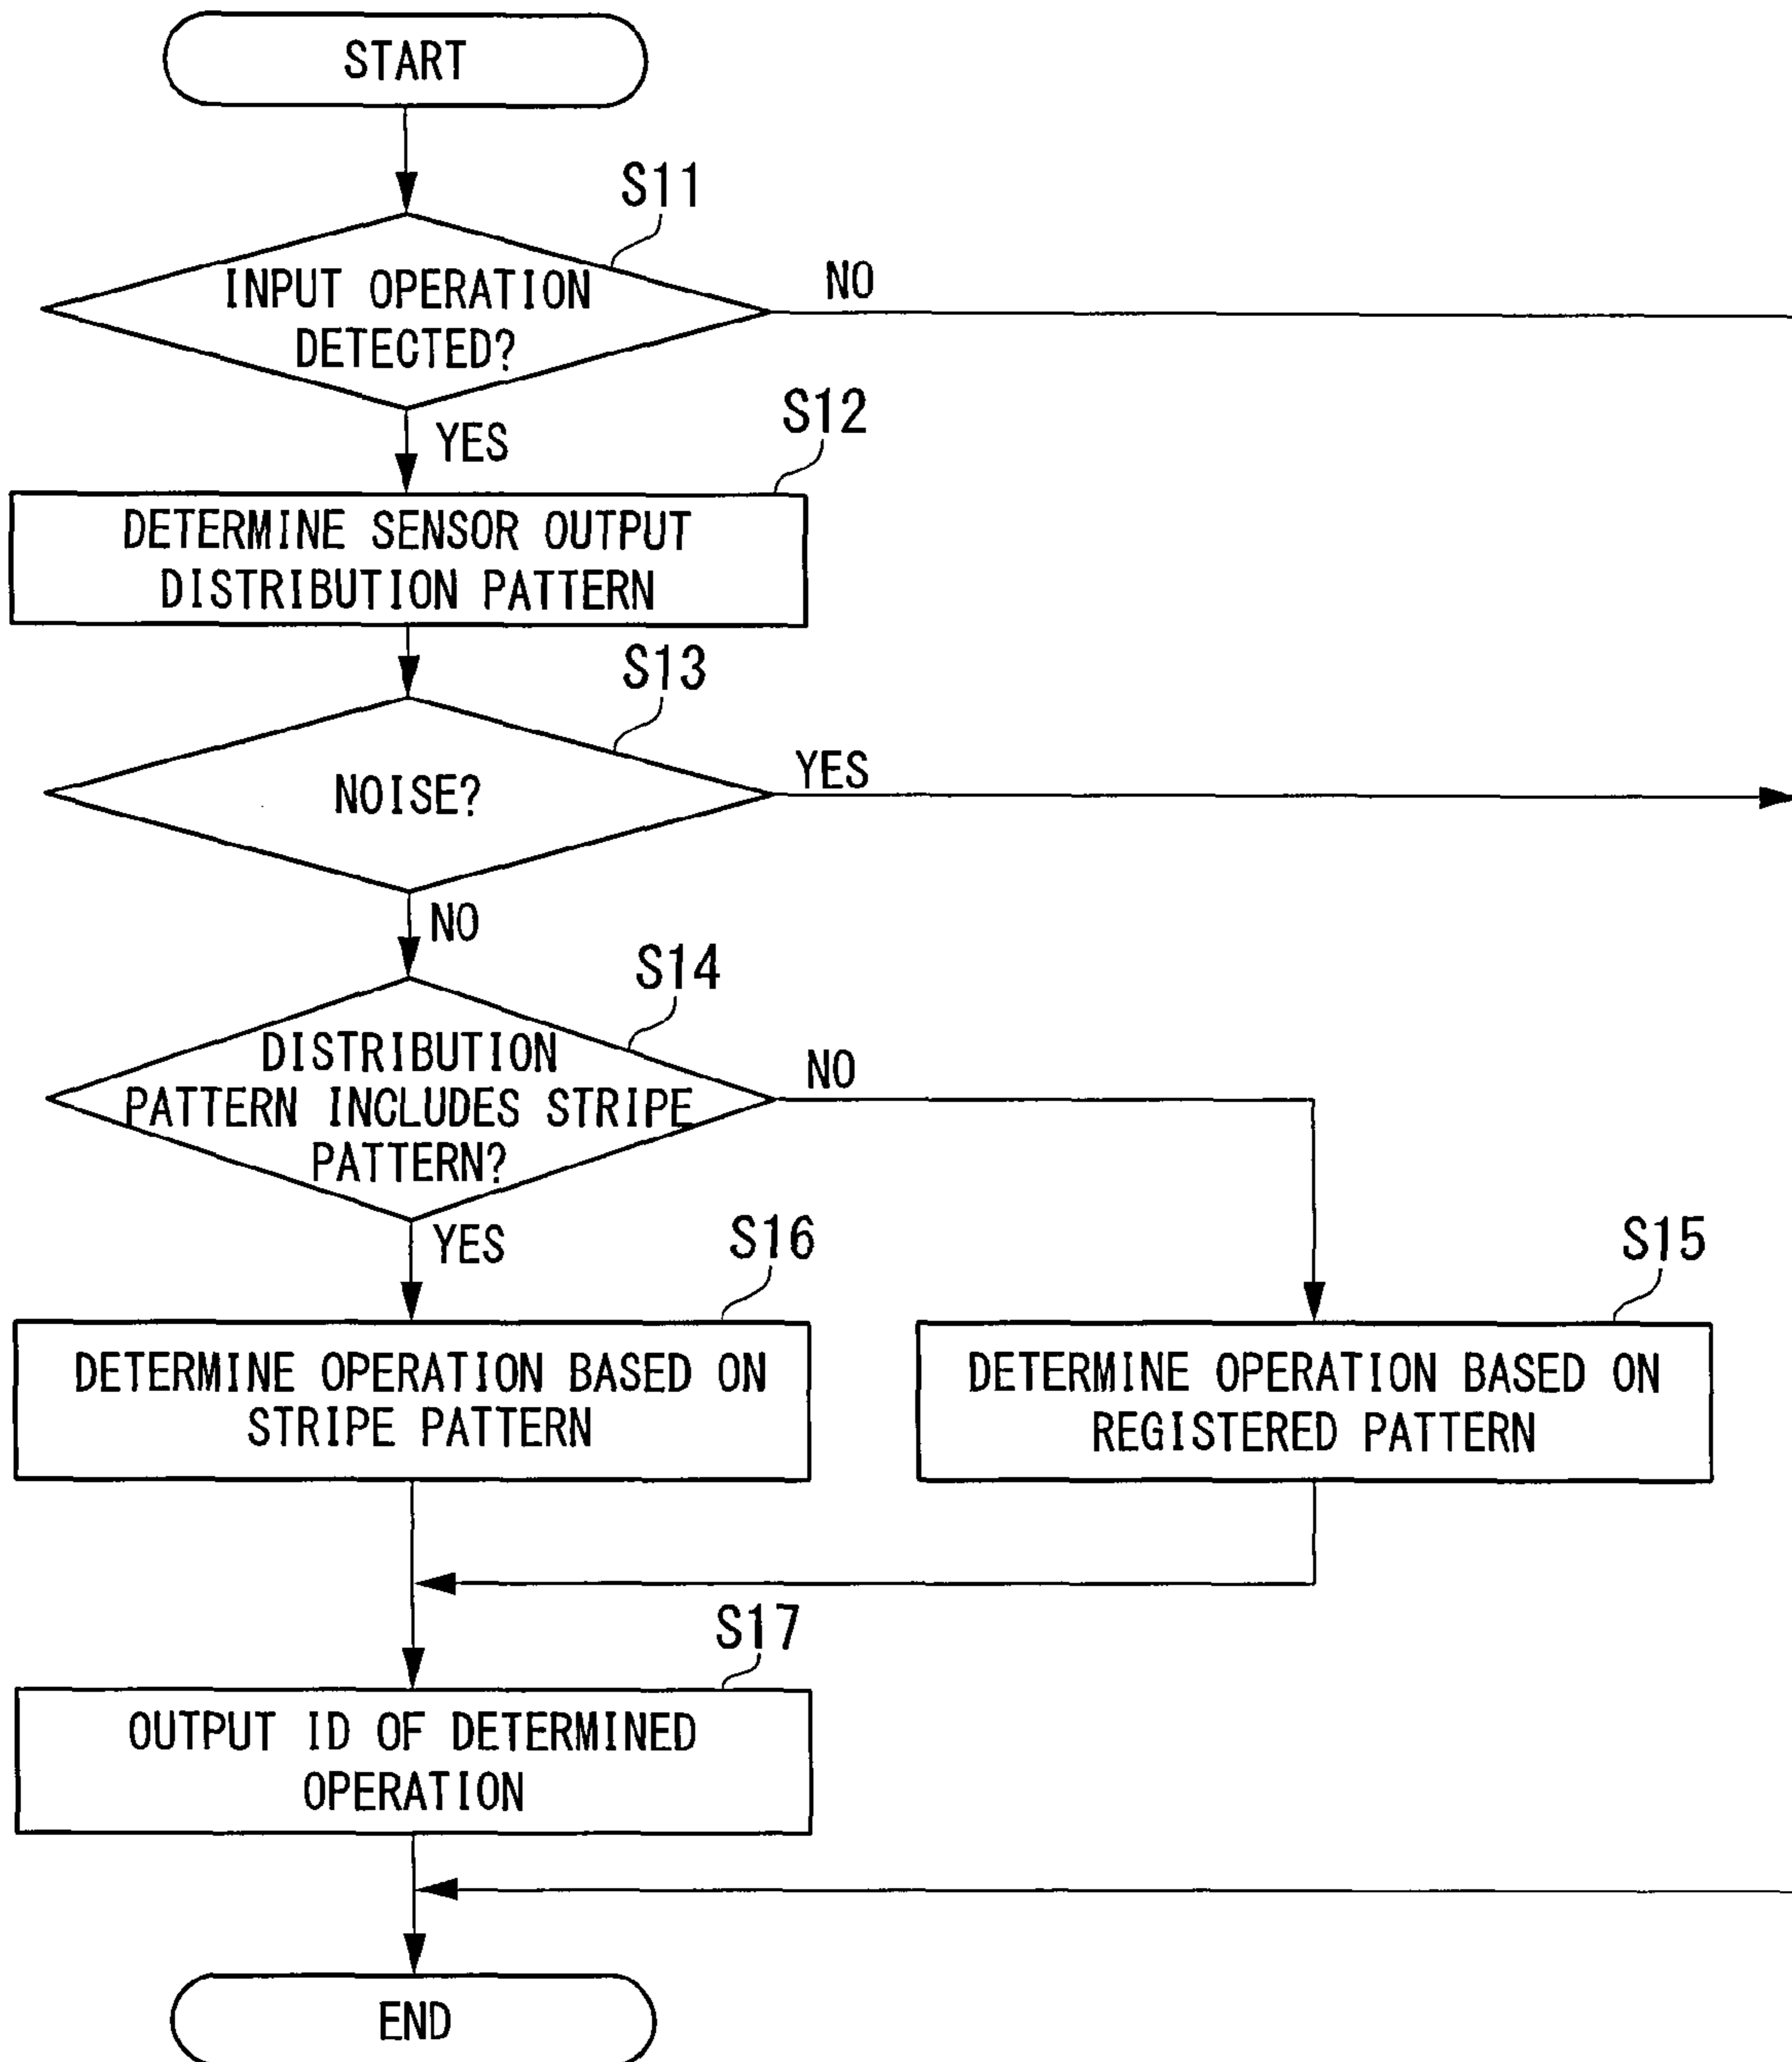 START
S11
INPUT OPERATION
DETECTED?
NO
YES
S12
DETERMINE SENSOR OUTPUT
DISTRIBUTION PATTERN
S13
NOISE?
YES
NO
S14
DISTRIBUTION
PATTERN INCLUDES STRIPE
PATTERN?
NO
YES
S16
DETERMINE OPERATION BASED ON
STRIPE PATTERN
S15
DETERMINE OPERATION BASED ON
REGISTERED PATTERN
S17
OUTPUT ID OF DETERMINED
OPERATION
END